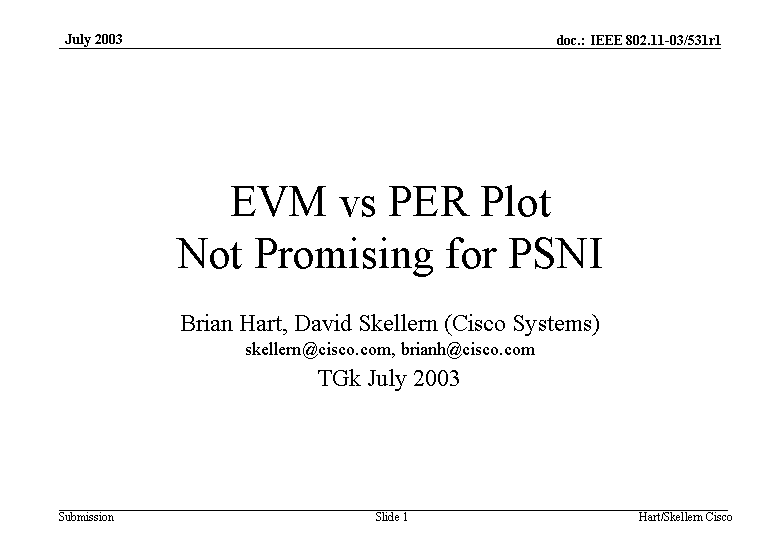 July 2003
doc.: IEEE 802.11-03/531r1
EVM vs PER Plot
Not Promising for PSNI
Brian Hart, David Skellern (Cisco Systems)
skellern@cisco.com, brianh@cisco.com
TGk July 2003
Submission
Slide 1
Hart/Skellern Cisco